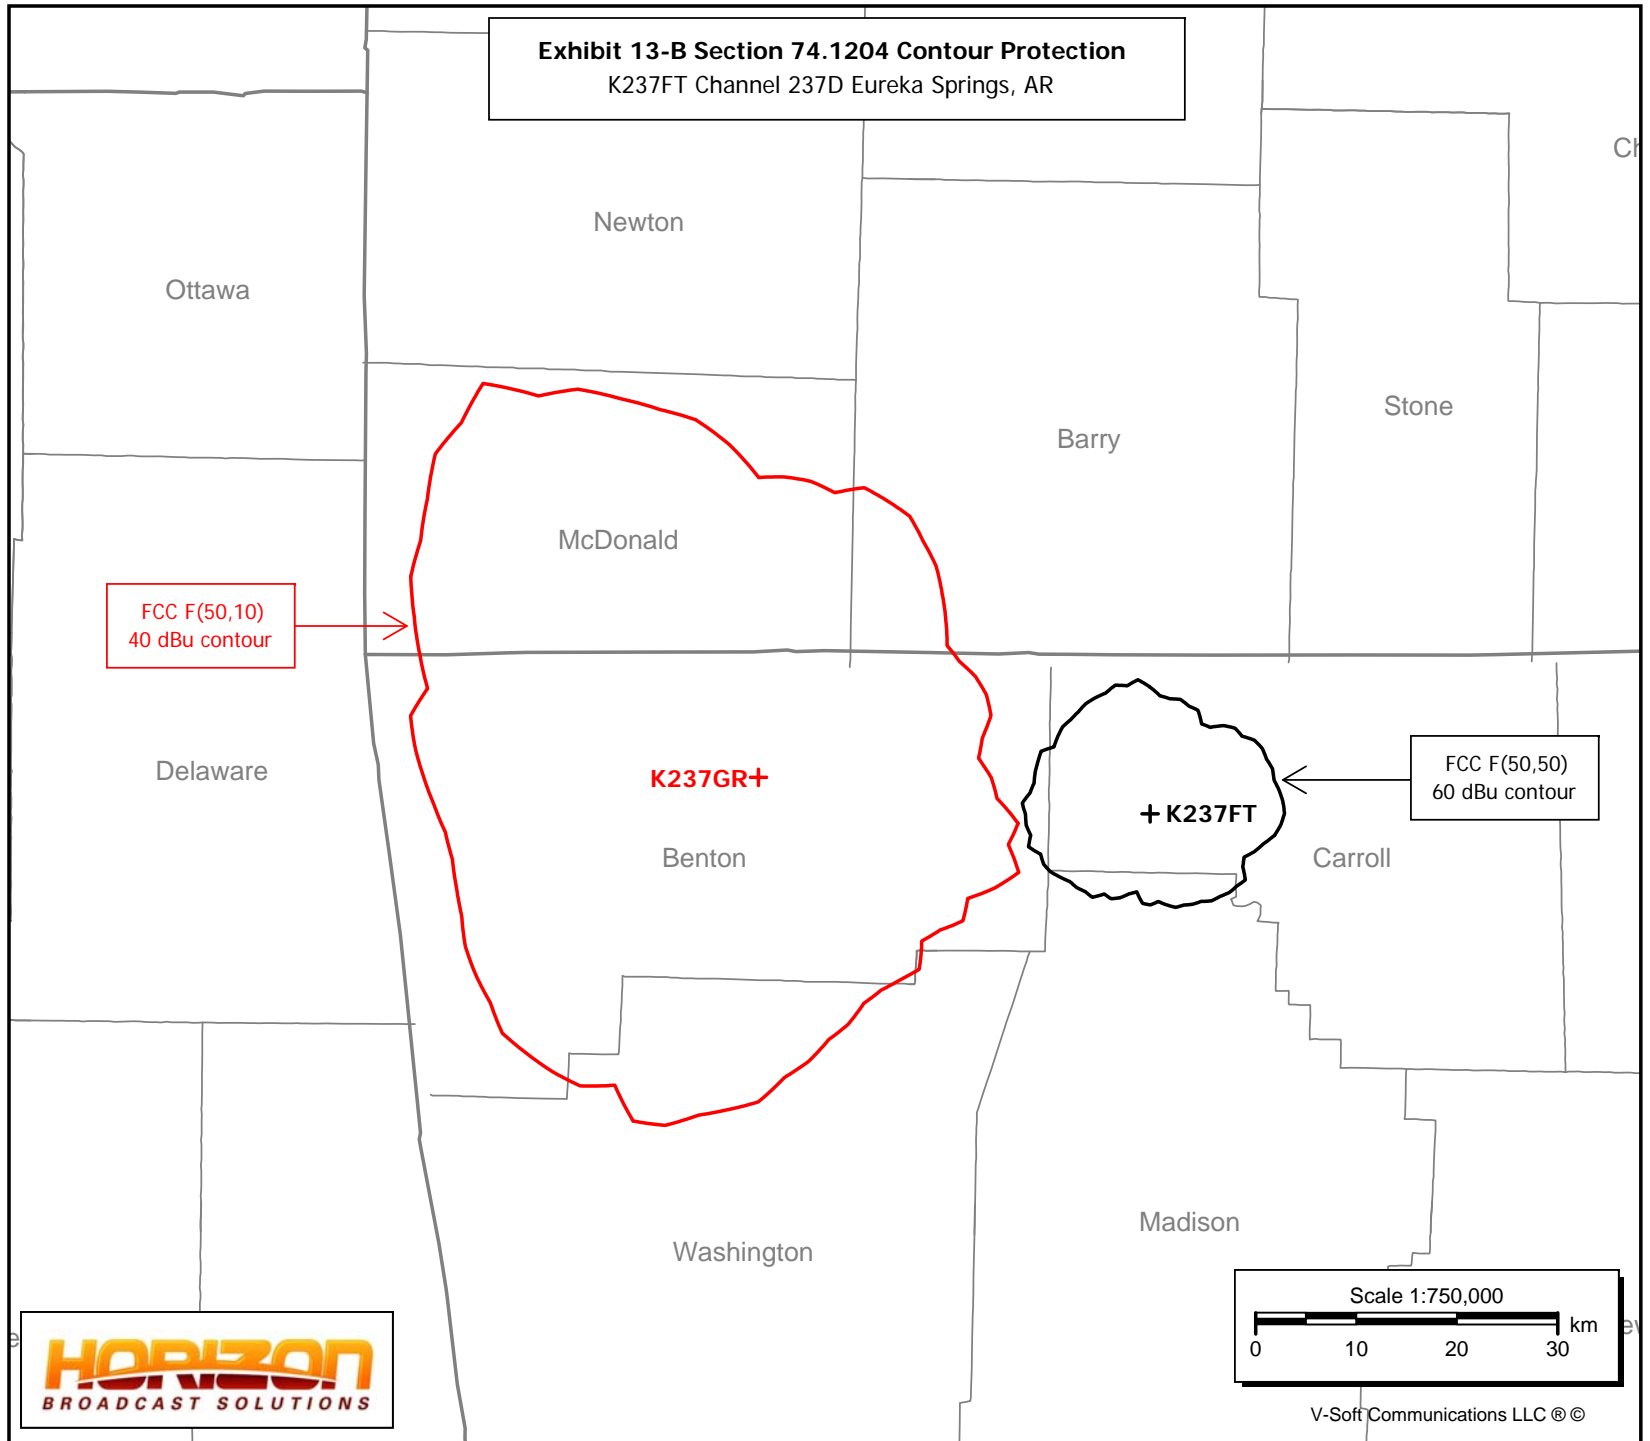 Exhibit 13-B Section 74.1204 Contour Protection
K237FT Channel 237D Eureka Springs, AR
Newton
Ottawa
Stone
Barry
McDonald
FCC F(50,10)
40 dBu contour
Delaware
K237GR
K237FT
FCC F(50,50)
60 dBu contour
Benton
Carroll
Madison
Washington
Scale 1:750,000
km
0 10 20 30
HORIZON
BROADCAST SOLUTIONS
V-Soft Communications LLC ® ©